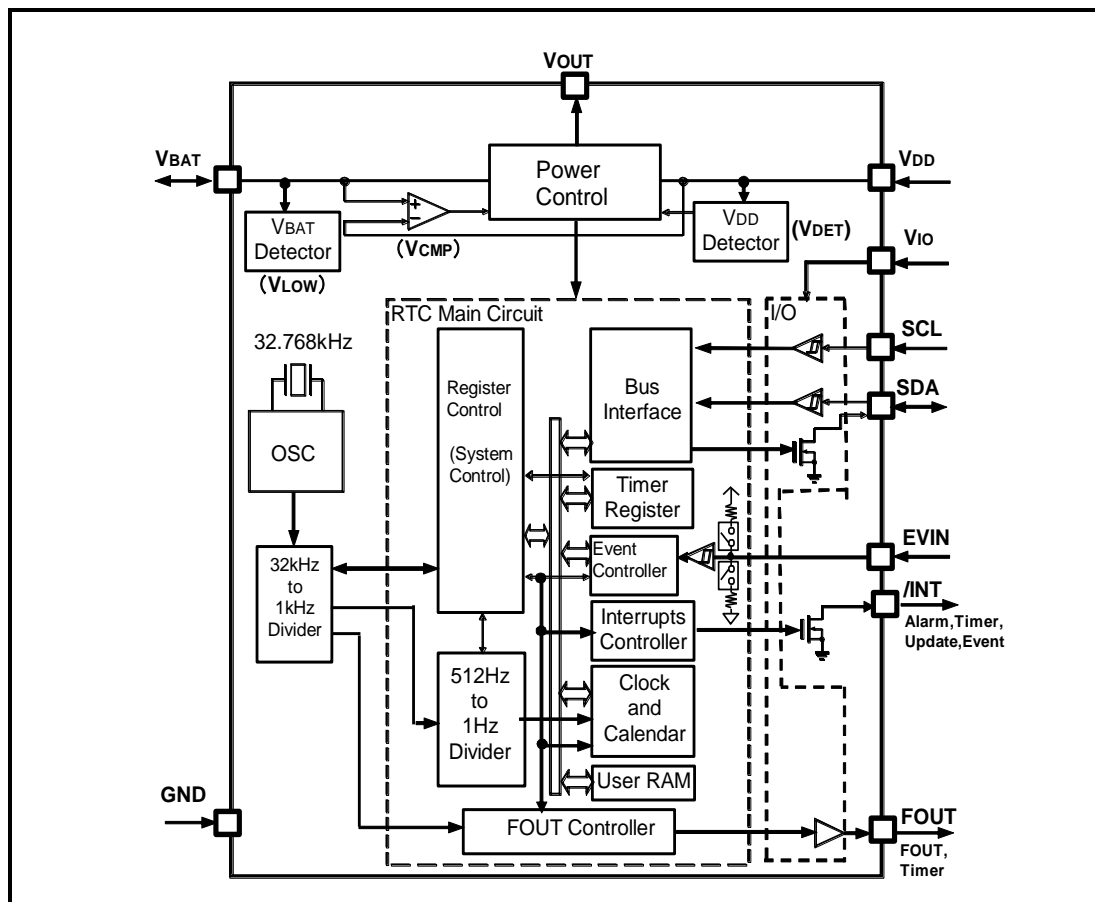 VOUT
VBAT
Power
Control
VDD
VBAT
Detector
(VLOW)
+
−
(VCMP)
VDD
Detector
(VDET)
VIO
RTC Main Circuit
I/O
32.768kHz
OSC
Register
Control
(System
Control)
Bus
Interface
SCL
SDA
Timer
Register
Event
Controller
EVIN
32kHz
to
1kHz
Divider
Interrupts
Controller
/INT
Alarm,Timer,
Update,Event
512Hz
to
1Hz
Divider
Clock
and
Calendar
User RAM
GND
FOUT Controller
FOUT
FOUT,
Timer